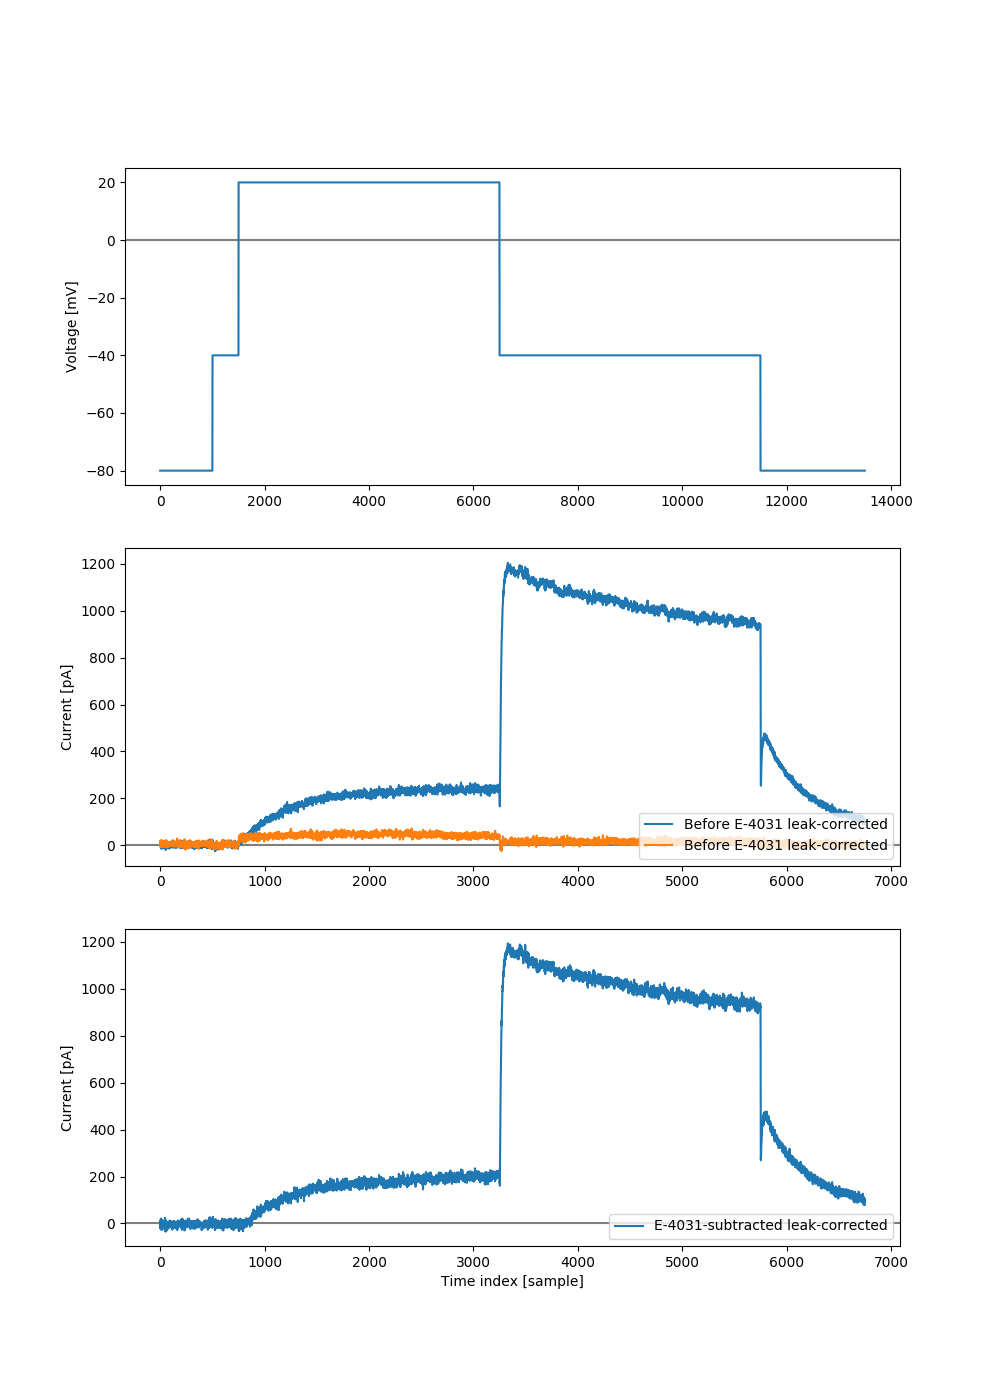 20
0
−20
−40
−60
−80
Voltage [mV]
0 2000 4000 6000 8000 10000 12000 14000
1200
1000
800
600
400
200
0
Current [pA]
Before E-4031 leak-corrected
Before E-4031 leak-corrected
0 1000 2000 3000 4000 5000 6000 7000
1200
1000
800
600
400
200
0
Current [pA]
E-4031-subtracted leak-corrected
0 1000 2000 3000 4000 5000 6000 7000
Time index [sample]